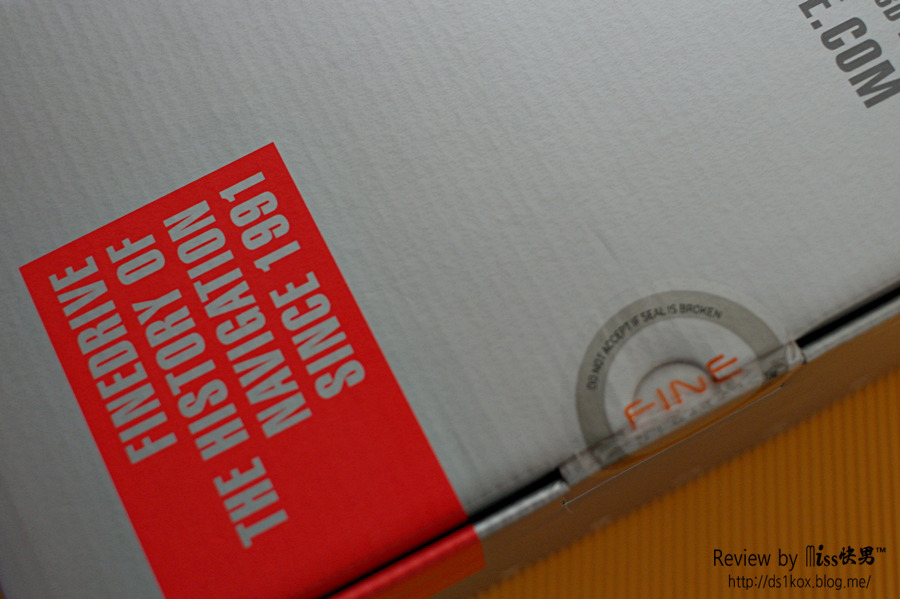 FINEDRIVE
THE HISTORY OF
NAVIGATION
SINCE 1991
E.COM
DO NOT ACCEPT IF SEAL IS BROKEN
FINE
Review by Miss快男™
http://ds1kox.blog.me/